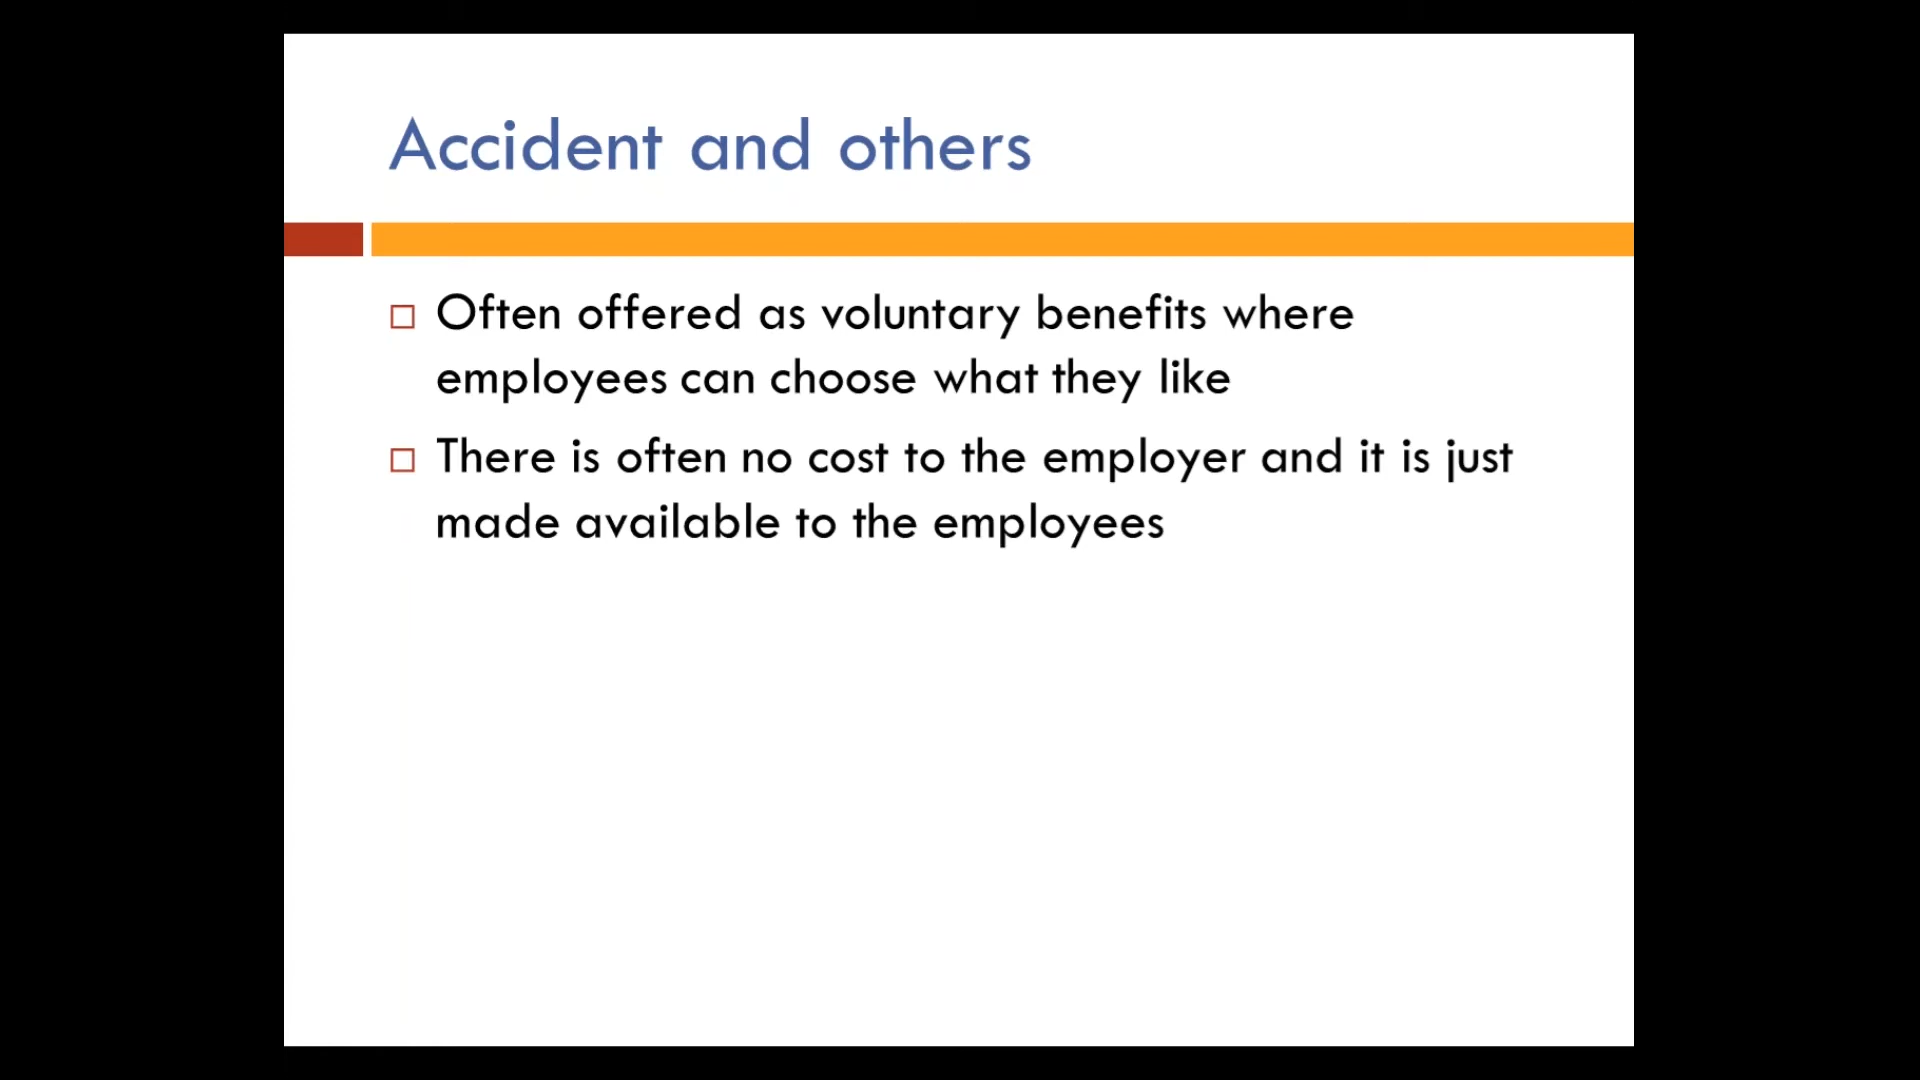 Accident and others
Often offered as voluntary benefits where
employees can choose what they like
There is often no cost to the employer and it is just
made available to the employees